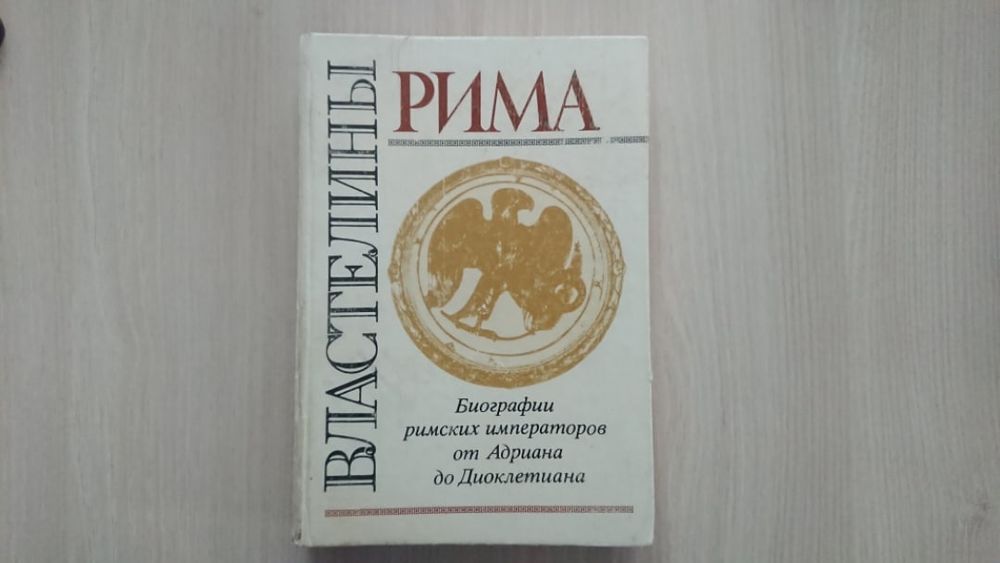 ВЛАСТЕЛИНЫ
РИМА
Биографии
римских императоров
от Адриана
до Диоклетиана